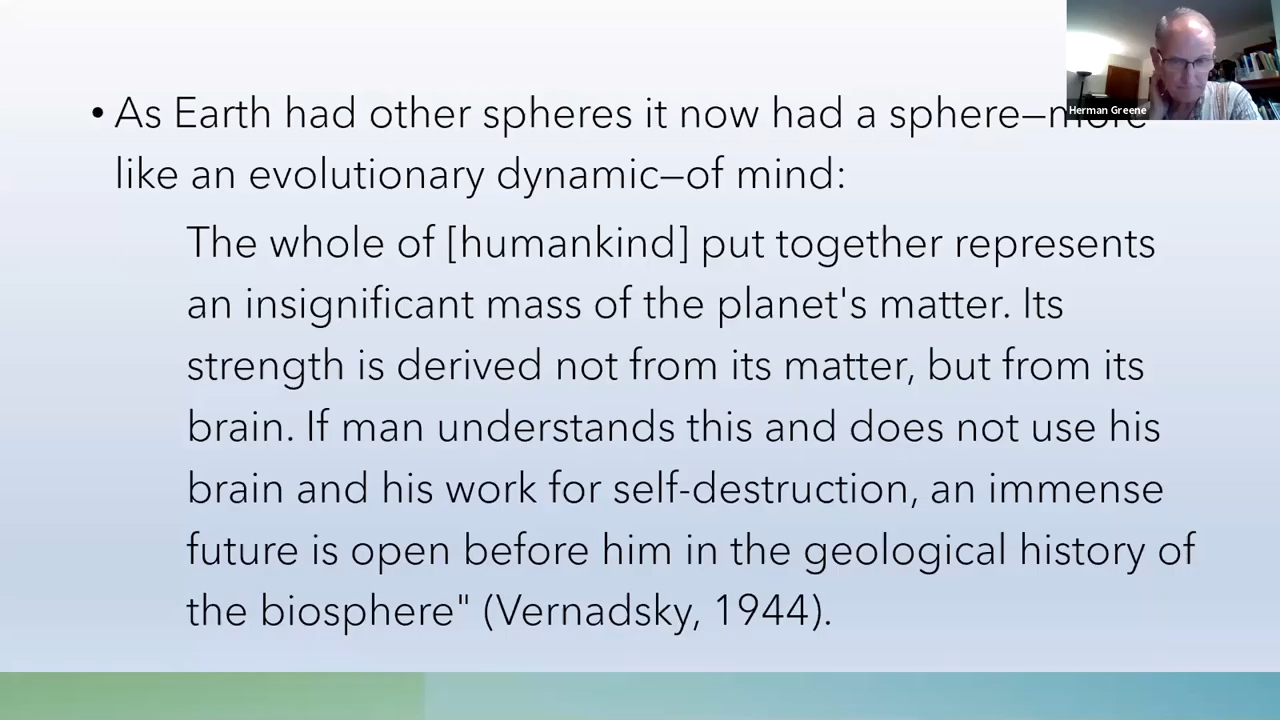 Herman Greene
• As Earth had other spheres it now had a sphere—more
like an evolutionary dynamic—of mind:
The whole of [humankind] put together represents
an insignificant mass of the planet's matter. Its
strength is derived not from its matter, but from its
brain. If man understands this and does not use his
brain and his work for self-destruction, an immense
future is open before him in the geological history of
the biosphere" (Vernadsky, 1944).